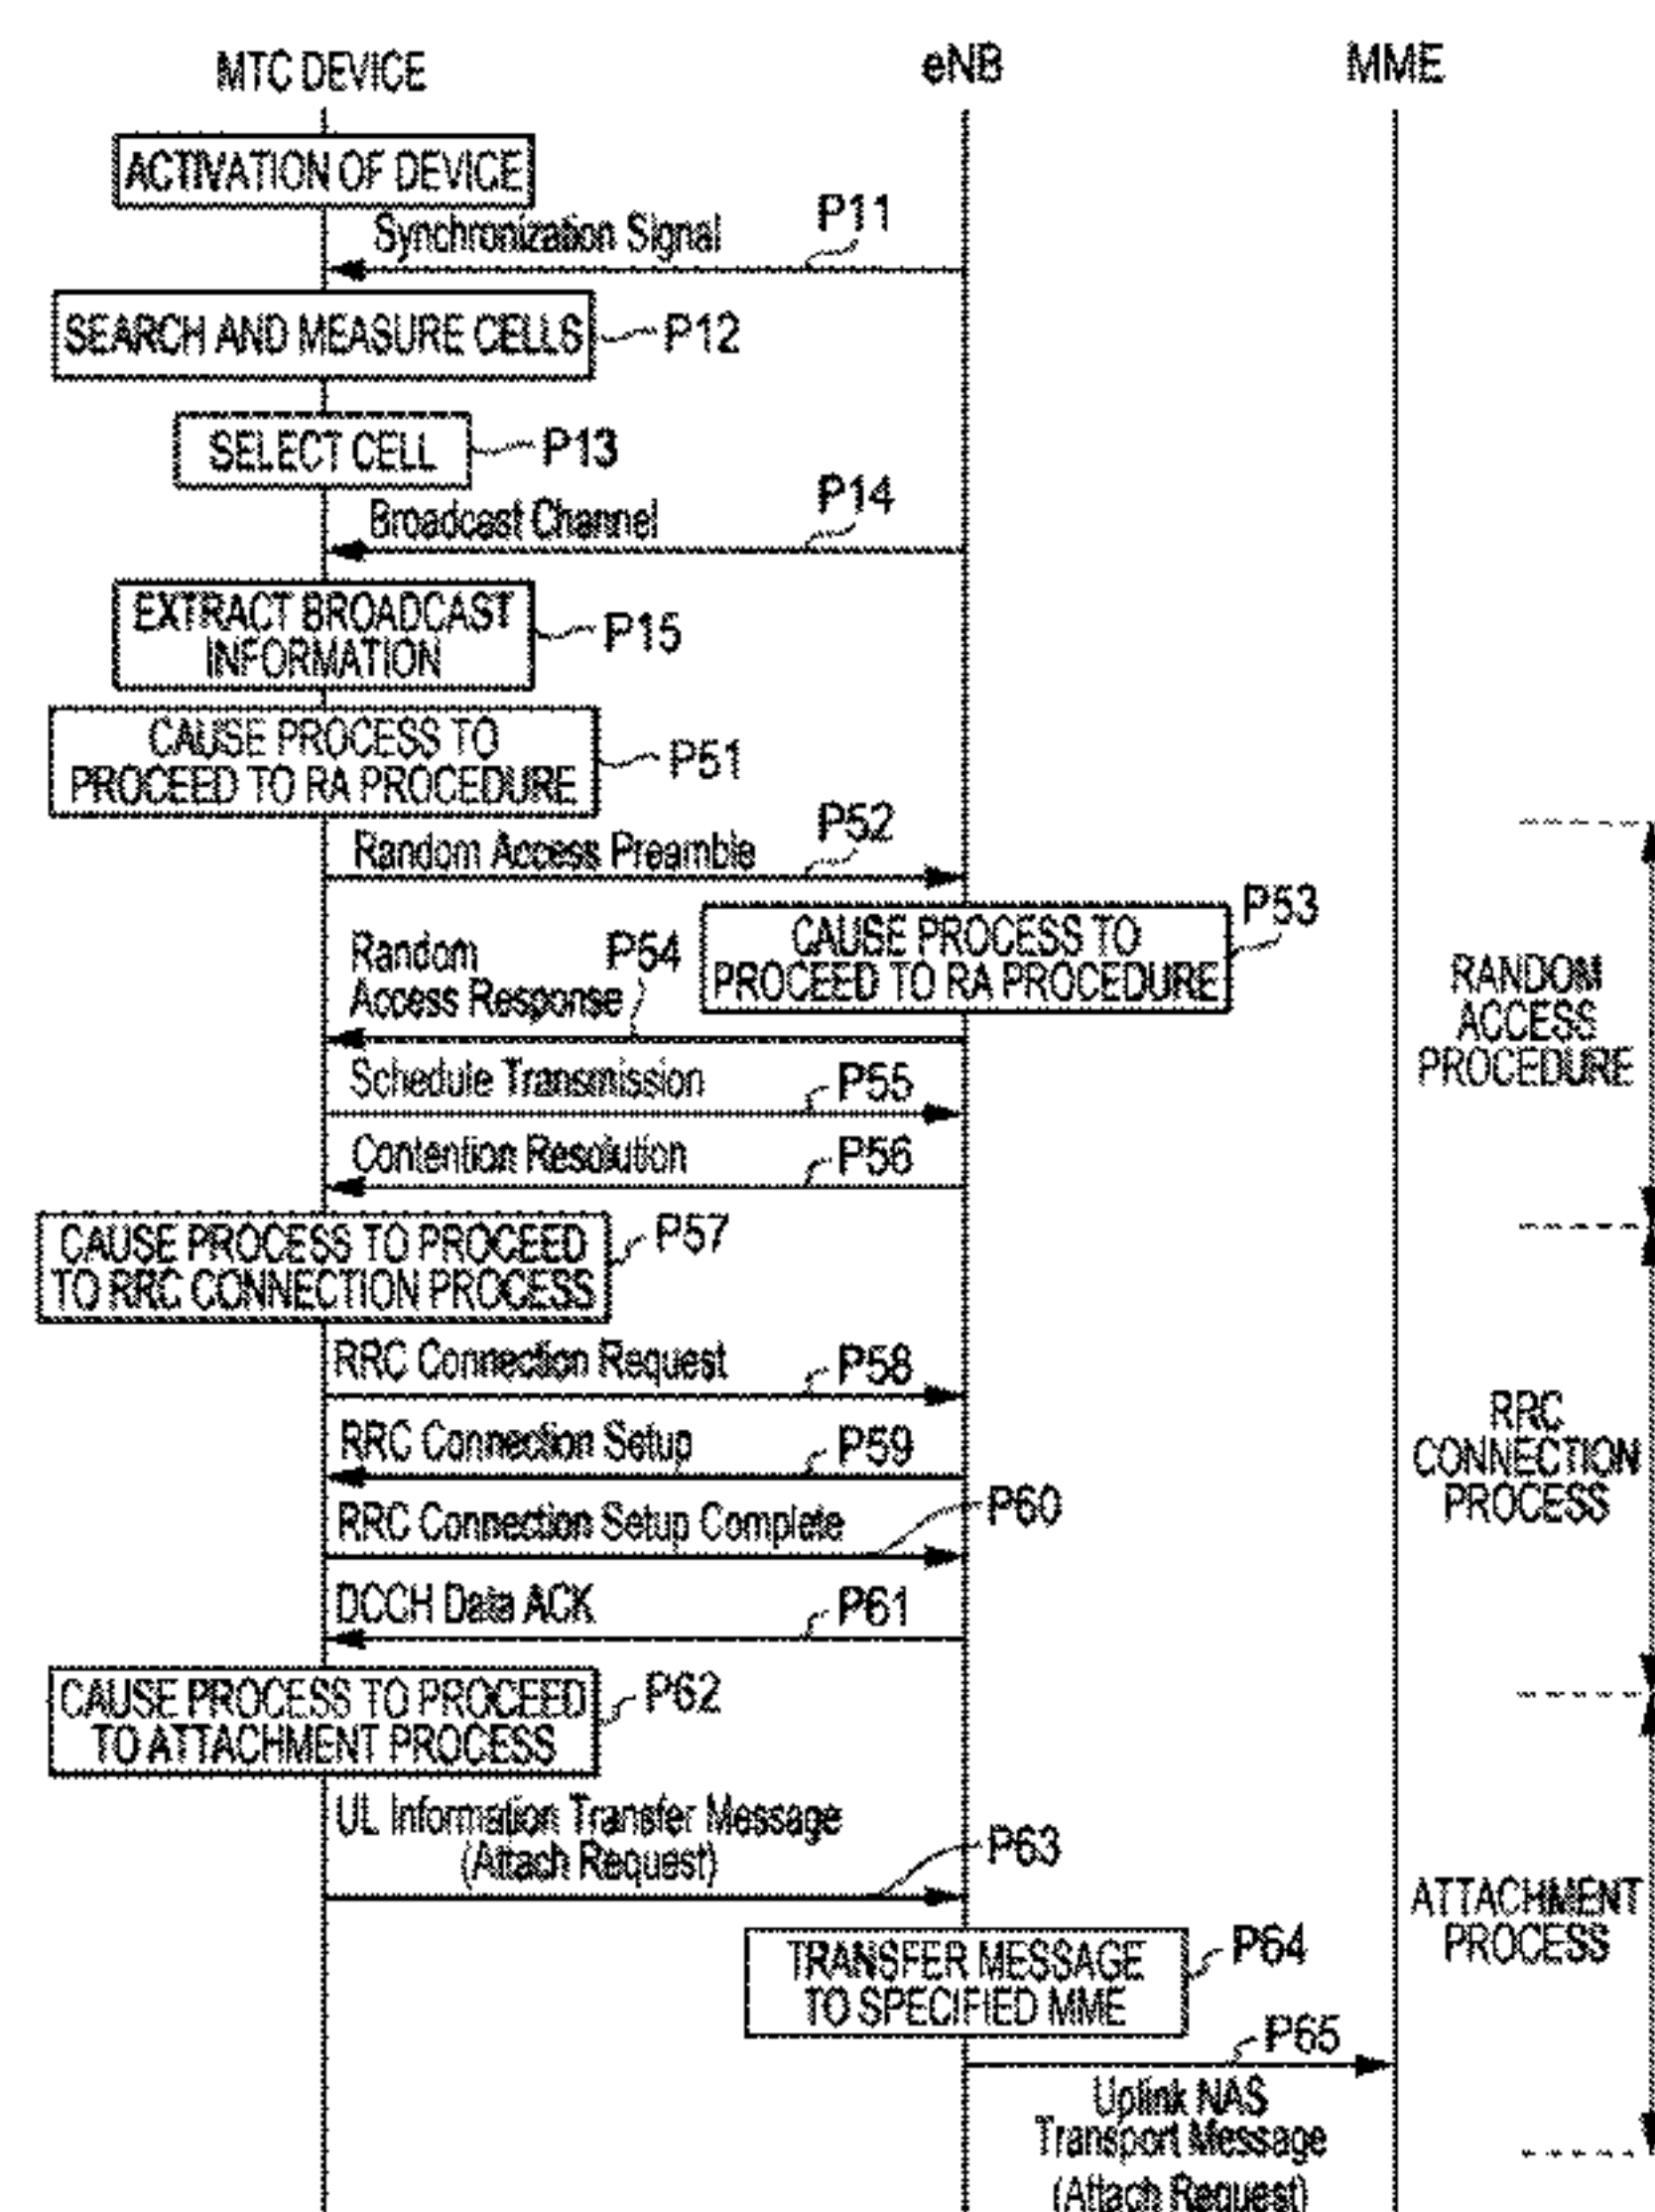 MTC DEVICE
eNB
MME
ACTIVATION OF DEVICE
P11
Synchronization Signal
SEARCH AND MEASURE CELLS
P12
SELECT CELL
P13
P14
Broadcast Channel
EXTRACT BROADCAST
INFORMATION
P15
CAUSE PROCESS TO
PROCEED TO RA PROCEDURE
P51
P52
Random Access Preamble
P53
CAUSE PROCESS TO
PROCEED TO RA PROCEDURE
Random
Access Response
P54
RANDOM
ACCESS
PROCEDURE
Schedule Transmission
P55
Contention Resolution
P56
CAUSE PROCESS TO PROCEED
TO RRC CONNECTION PROCESS
P57
RRC Connection Request
P58
RRC Connection Setup
P59
RRC
CONNECTION
PROCESS
RRC Connection Setup Complete
P60
DCCH Data ACK
P61
CAUSE PROCESS TO PROCEED
TO ATTACHMENT PROCESS
P62
UL Information Transfer Message
(Attach Request)
P63
ATTACHMENT
PROCESS
TRANSFER MESSAGE
TO SPECIFIED MME
P64
P65
Uplink NAS
Transport Message
(Attach Request)